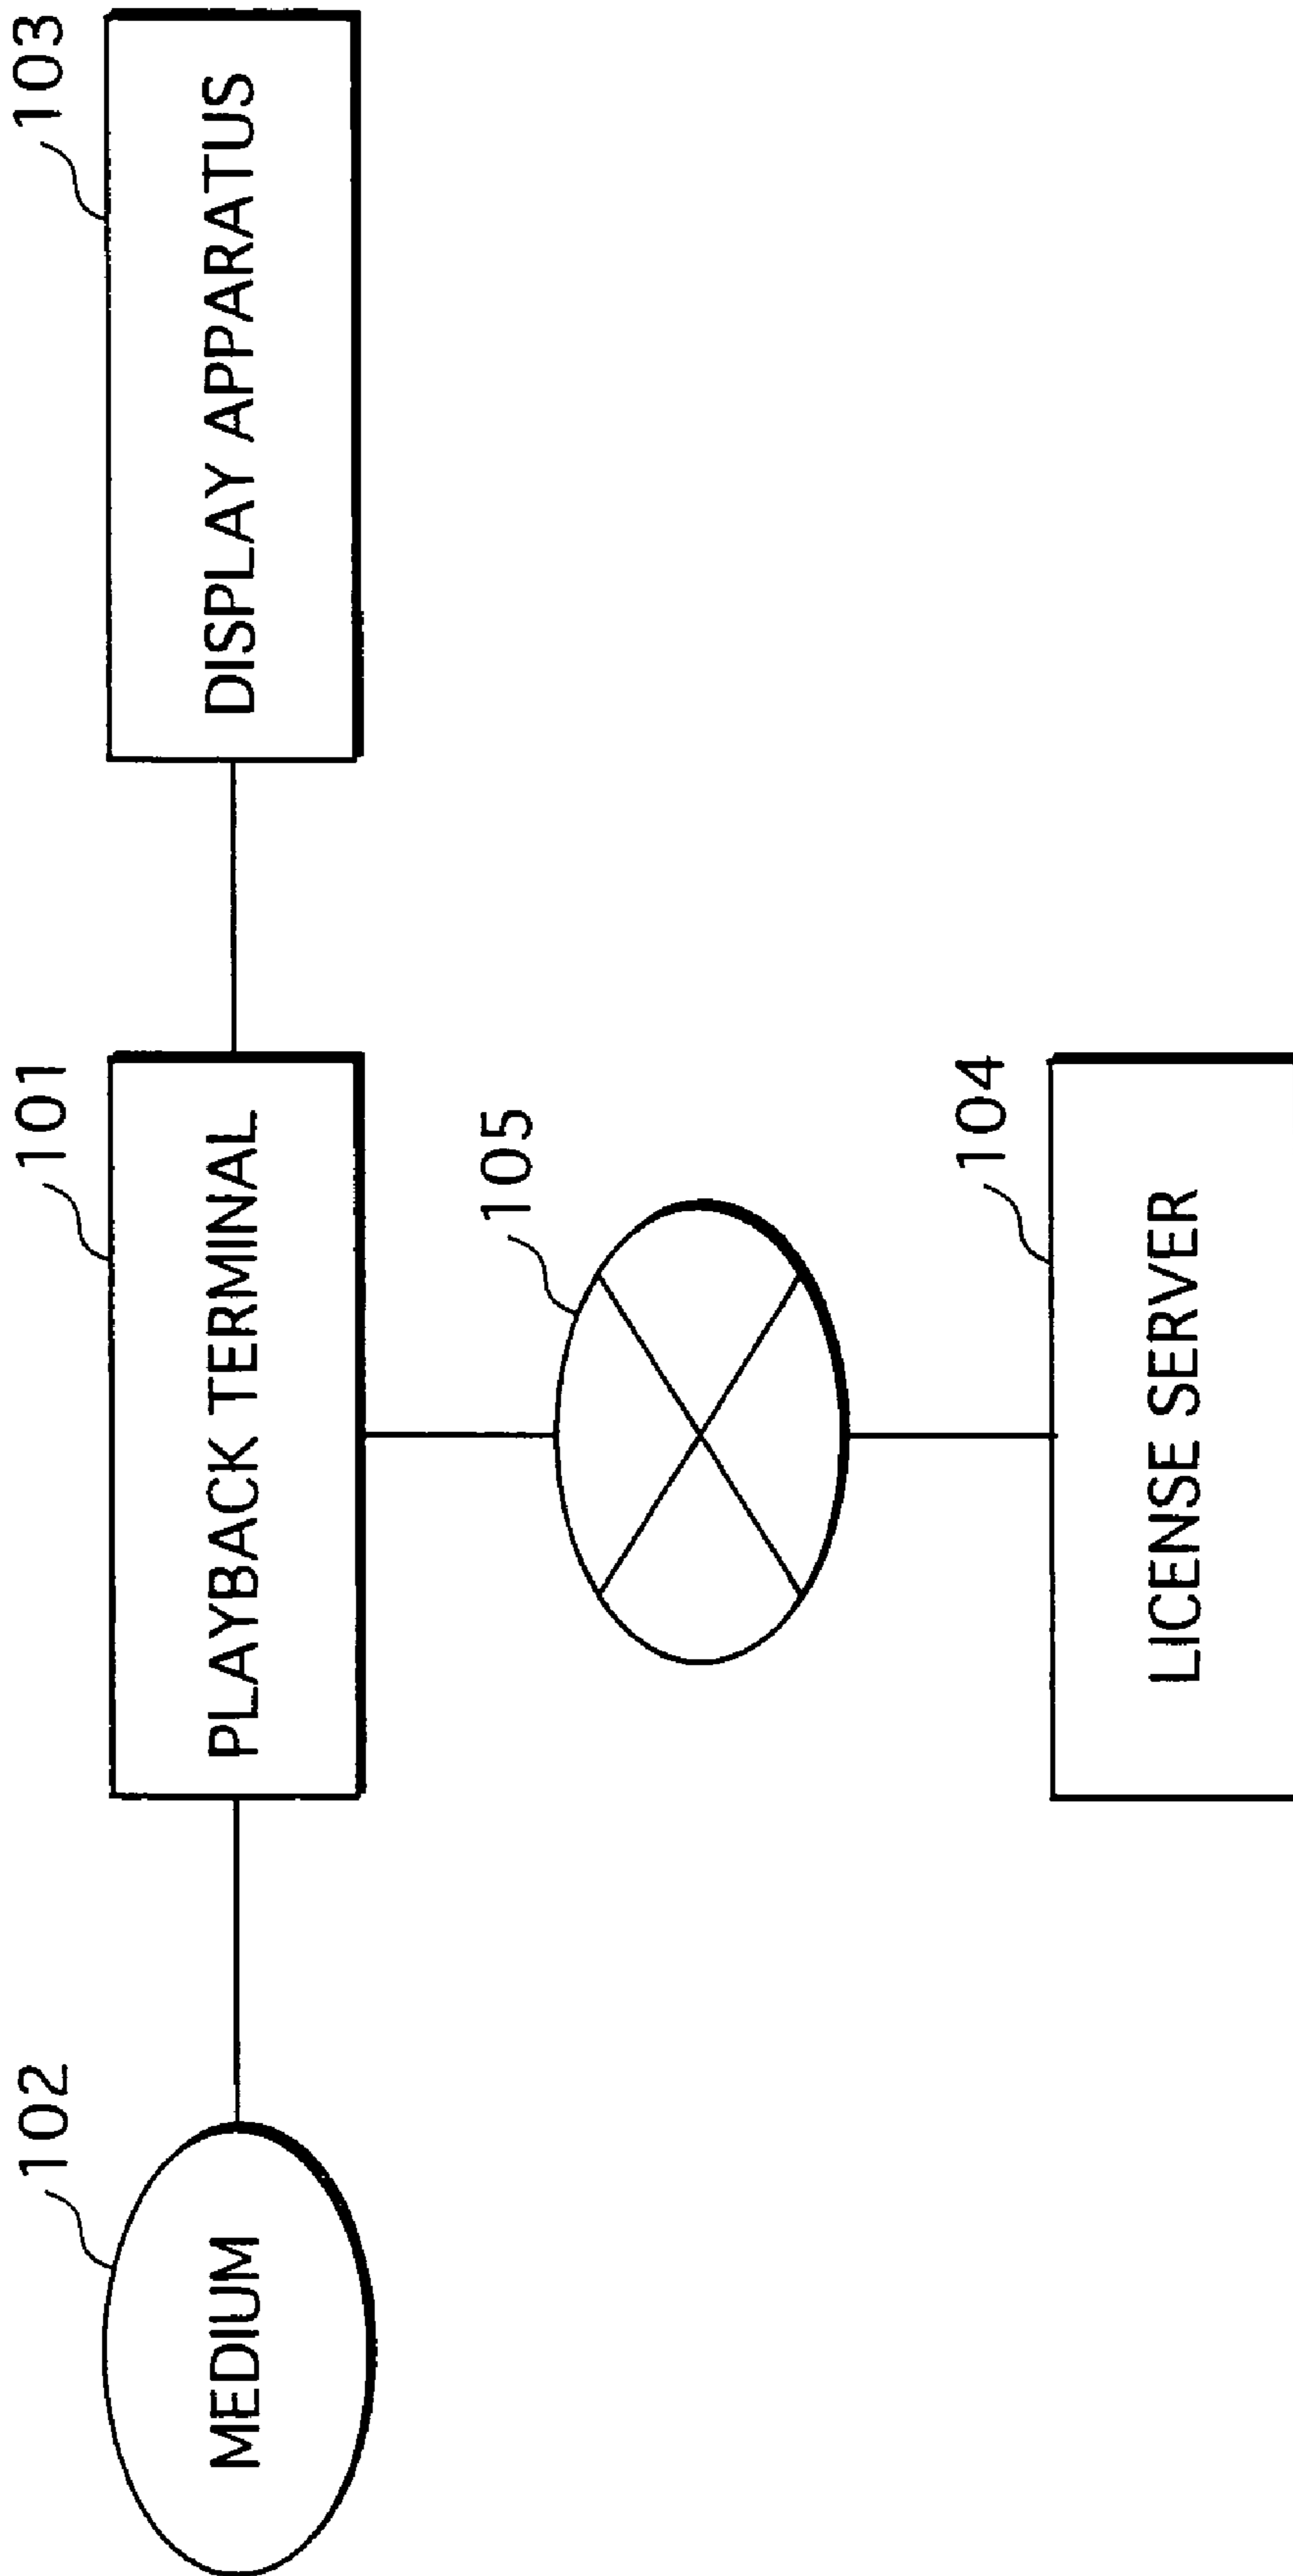 102
101
103
MEDIUM
PLAYBACK TERMINAL
DISPLAY APPARATUS
105
104
LICENSE SERVER